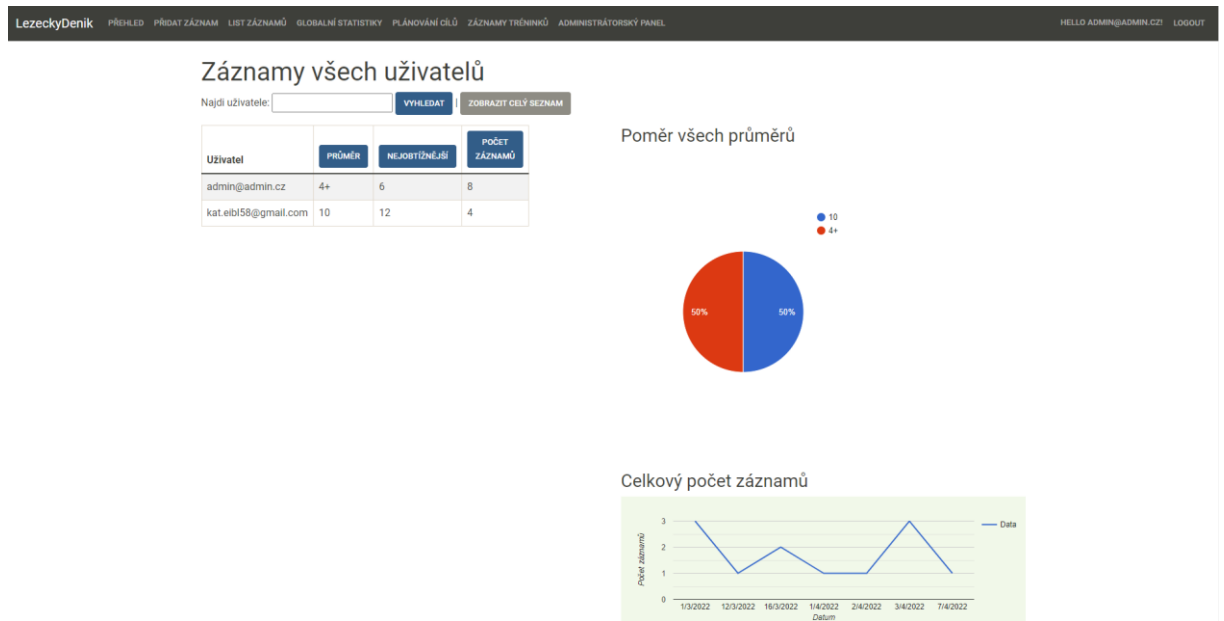 LezeckyDenik PŘEHLED PŘIDAT ZÁZNAM LIST ZÁZNAMŮ GLOBALNÍ STATISTIKY PLÁNOVÁNÍ CÍLŮ ZÁZNAMY TRÉNINKŮ ADMINISTRÁTORSKÝ PANEL HELLO ADMIN@ADMIN.CZ! LOGOUT
Záznamy všech uživatelů
Najdi uživatele: VYHLEDAT | ZOBRAZIT CELÝ SEZNAM
Uživatel PRŮMĚR NEJOBTÍŽNĚJŠÍ POČET ZÁZNAMŮ
admin@admin.cz 4+ 6 8
kat.eibl58@gmail.com 10 12 4
Poměr všech průměrů
10
4+
50% 50%
Celkový počet záznamů
Počet záznamů
3
2
1
0
Data
1/3/2022 12/3/2022 16/3/2022 1/4/2022 2/4/2022 3/4/2022 7/4/2022
Datum